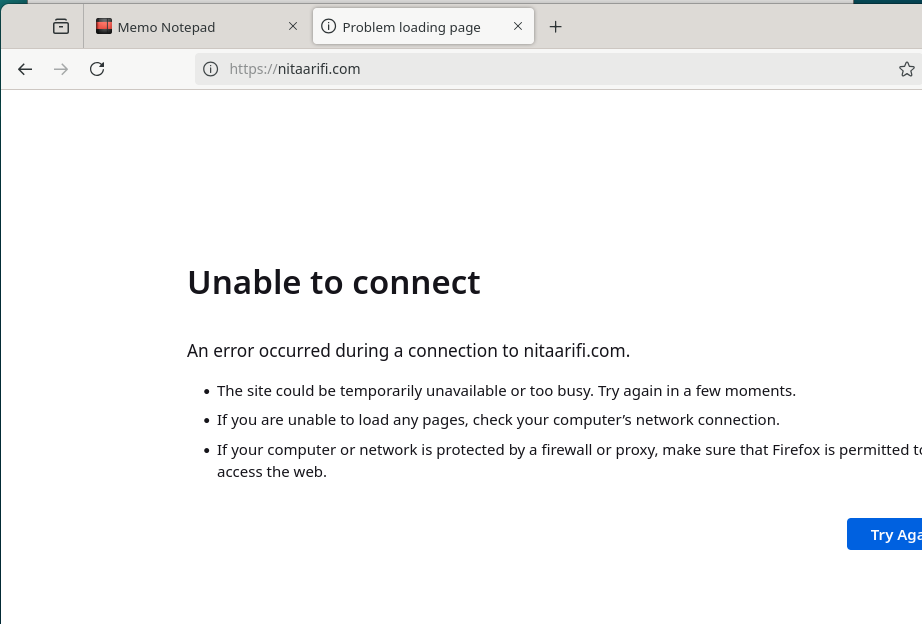 Memo Notepad
Problem loading page
https://nitaarifi.com
Unable to connect
An error occurred during a connection to nitaarifi.com.
• The site could be temporarily unavailable or too busy. Try again in a few moments.
• If you are unable to load any pages, check your computer’s network connection.
• If your computer or network is protected by a firewall or proxy, make sure that Firefox is permitted to
access the web.
Try Aga